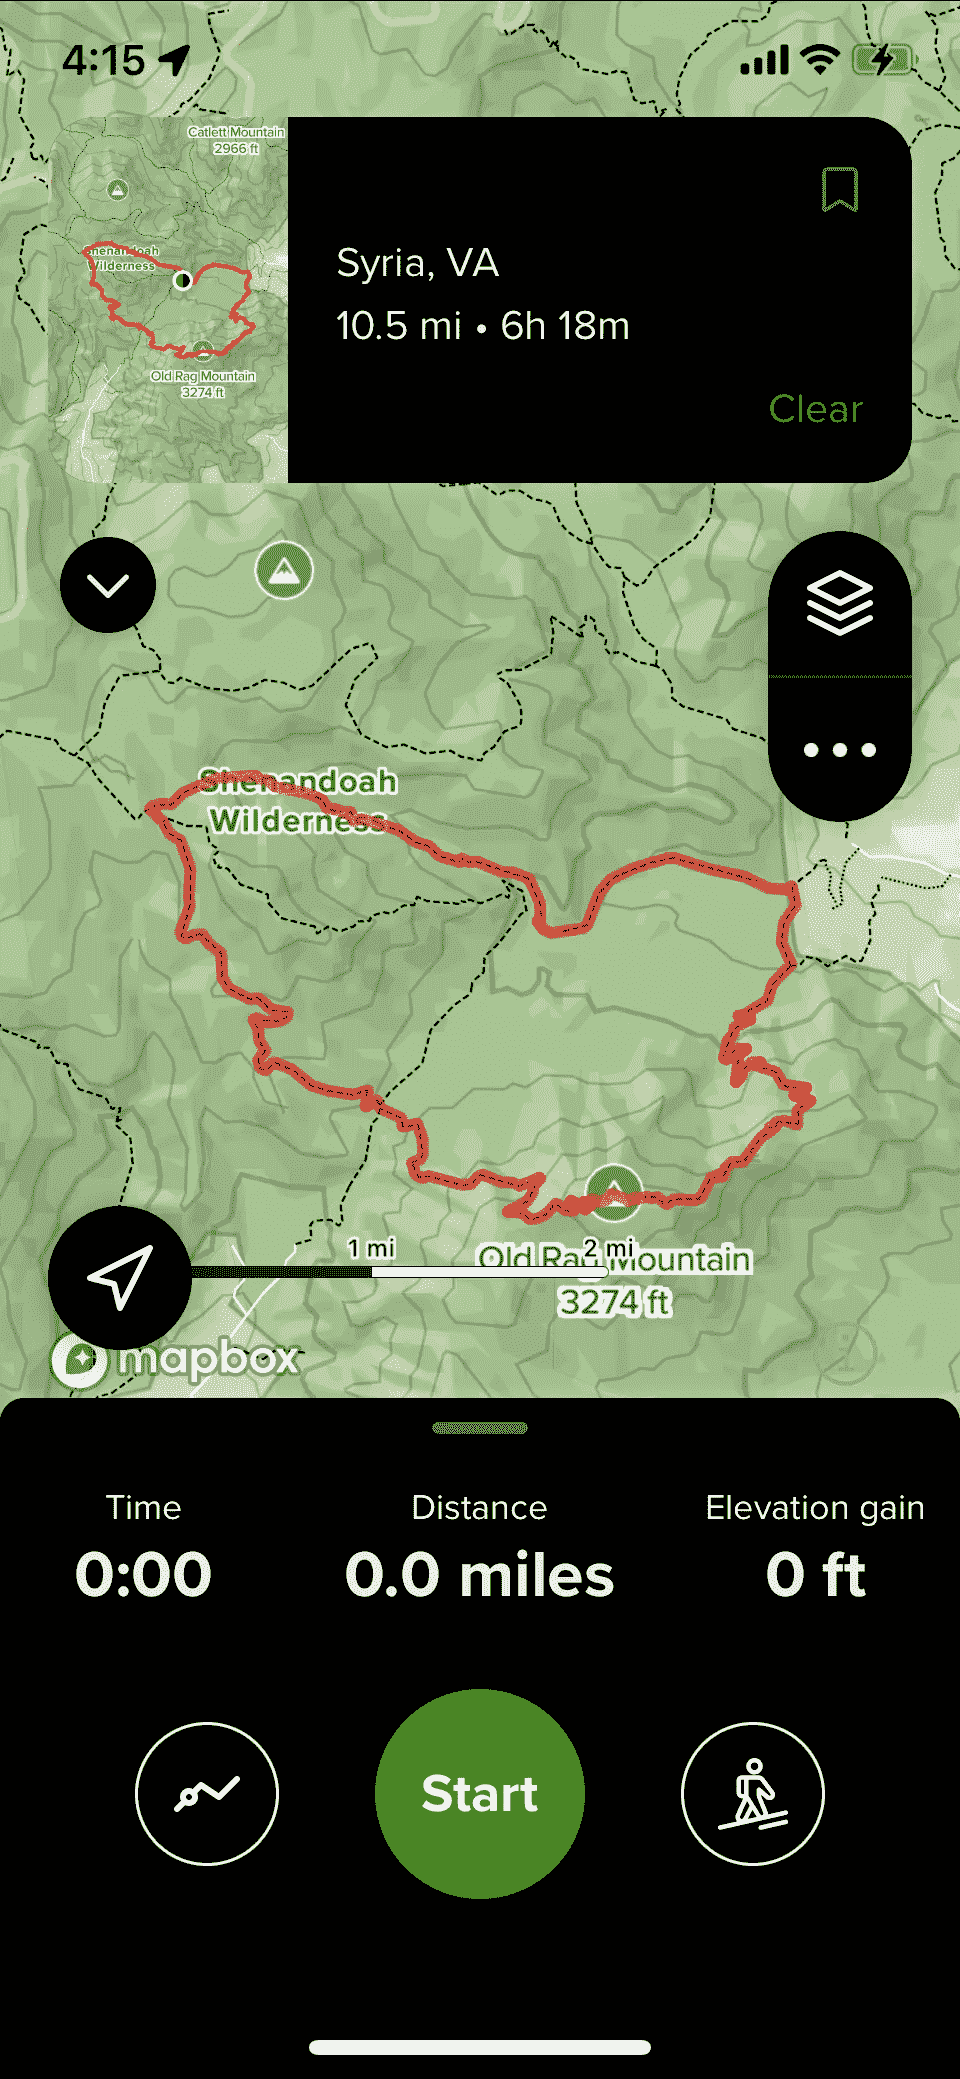 4:15
Catlett Mountain
2966 ft
Shenandoah
Wilderness
Old Rag Mountain
3274 ft
Syria, VA
10.5 mi • 6h 18m
Clear
Shenandoah
Wilderness
1 mi
2 mi
Old Rag Mountain
3274 ft
mapbox
Time
0:00
Distance
0.0 miles
Elevation gain
0 ft
Start